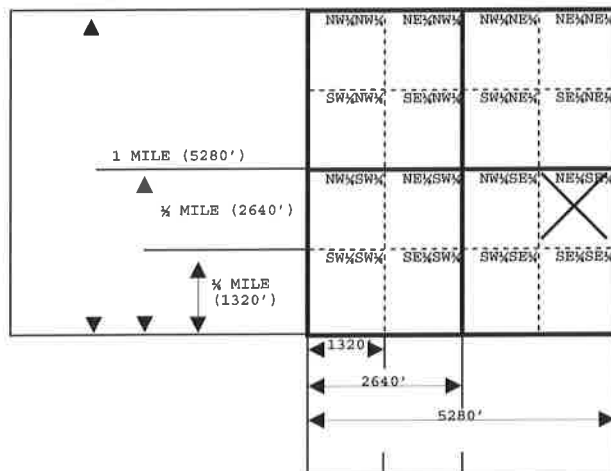 NW¼NW¼ NE¼NW¼ NW¼NE¼ NE¼NE¼
SW¼NW¼ SE¼NW¼ SW¼NE¼ SE¼NE¼
1 MILE (5280')
NW¼SW¼ NE¼SW¼ NW¼SE¼ NE¼SE¼
½ MILE (2640')
SW¼SW¼ SE¼SW¼ SW¼SE¼ SE¼SE¼
¼ MILE
(1320')
1320'
2640'
5280'